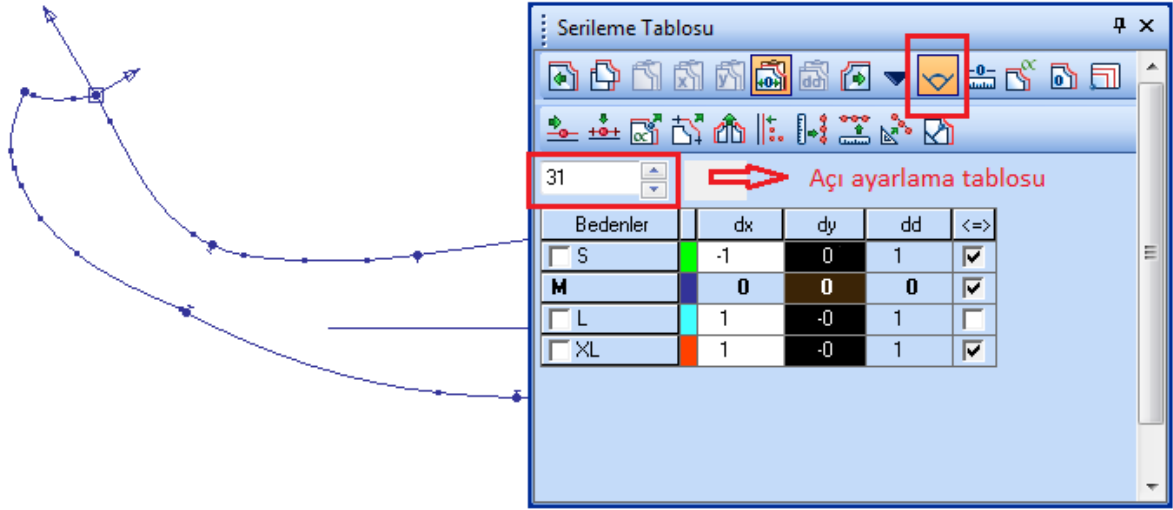 Serileme Tablosu
31
Açı ayarlama tablosu
Bedenler dx dy dd <=>
S -1 0 1
M 0 0 0
L 1 -0 1
XL 1 -0 1